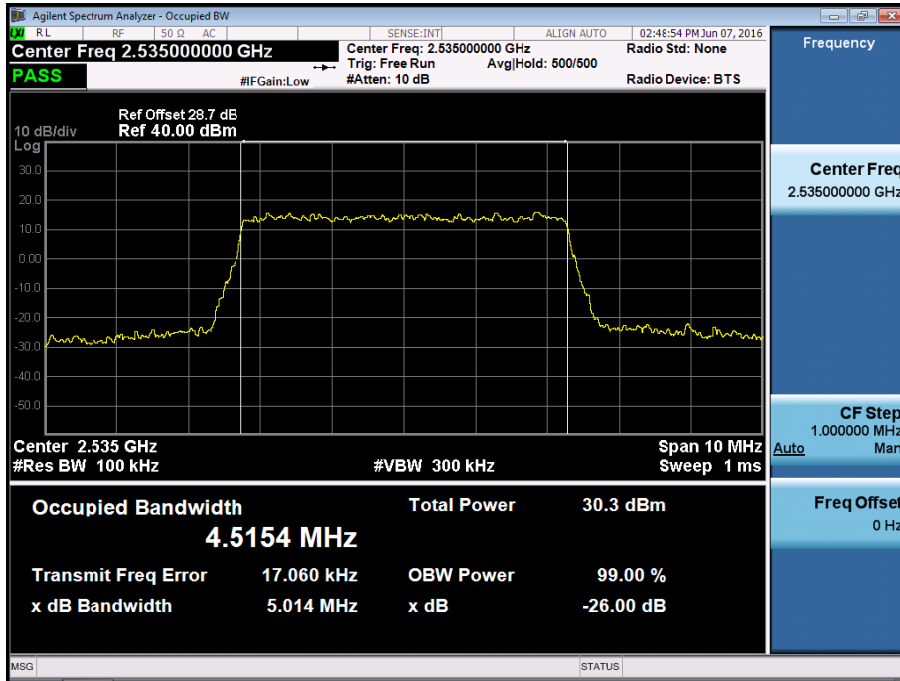 Agilent Spectrum Analyzer - Occupied BW
LXI RL RF 50 Ω AC SENSE:INT ALIGN AUTO 02:48:54 PM Jun 07, 2016
Center Freq 2.535000000 GHz
Center Freq: 2.535000000 GHz Radio Std: None
Trig: Free Run Avg|Hold: 500/500
PASS #IFGain:Low #Atten: 10 dB Radio Device: BTS
Ref Offset 28.7 dB
10 dB/div Ref 40.00 dBm
Log
30.0
20.0
10.0
0.00
-10.0
-20.0
-30.0
-40.0
-50.0
Center 2.535 GHz Span 10 MHz
#Res BW 100 kHz #VBW 300 kHz Sweep 1 ms
Occupied Bandwidth Total Power 30.3 dBm
4.5154 MHz
Transmit Freq Error 17.060 kHz OBW Power 99.00 %
x dB Bandwidth 5.014 MHz x dB -26.00 dB
MSG STATUS
Frequency
Center Freq
2.535000000 GHz
CF Step
1.000000 MHz
Auto Man
Freq Offset
0 Hz